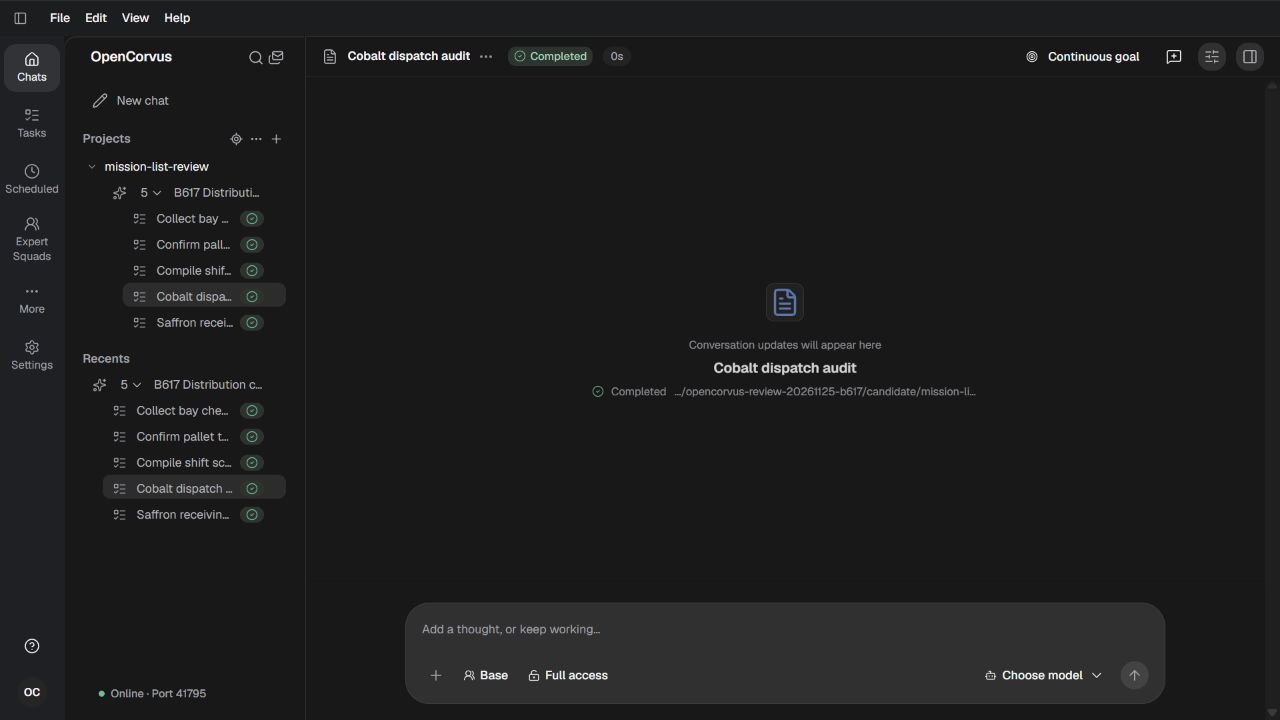 File Edit View Help
OpenCorvus
Chats
Tasks
Scheduled
Expert
Squads
More
Settings
OC
New chat
Projects
mission-list-review
5 B617 Distributi...
Collect bay ...
Confirm pall...
Compile shif...
Cobalt dispa...
Saffron recei...
Recents
5 B617 Distribution c...
Collect bay che...
Confirm pallet t...
Compile shift sc...
Cobalt dispatch ...
Saffron receivin...
Online · Port 41795
Cobalt dispatch audit ... Completed 0s
Continuous goal
Conversation updates will appear here
Cobalt dispatch audit
Completed .../opencorvus-review-20261125-b617/candidate/mission-li...
Add a thought, or keep working...
Base Full access Choose model